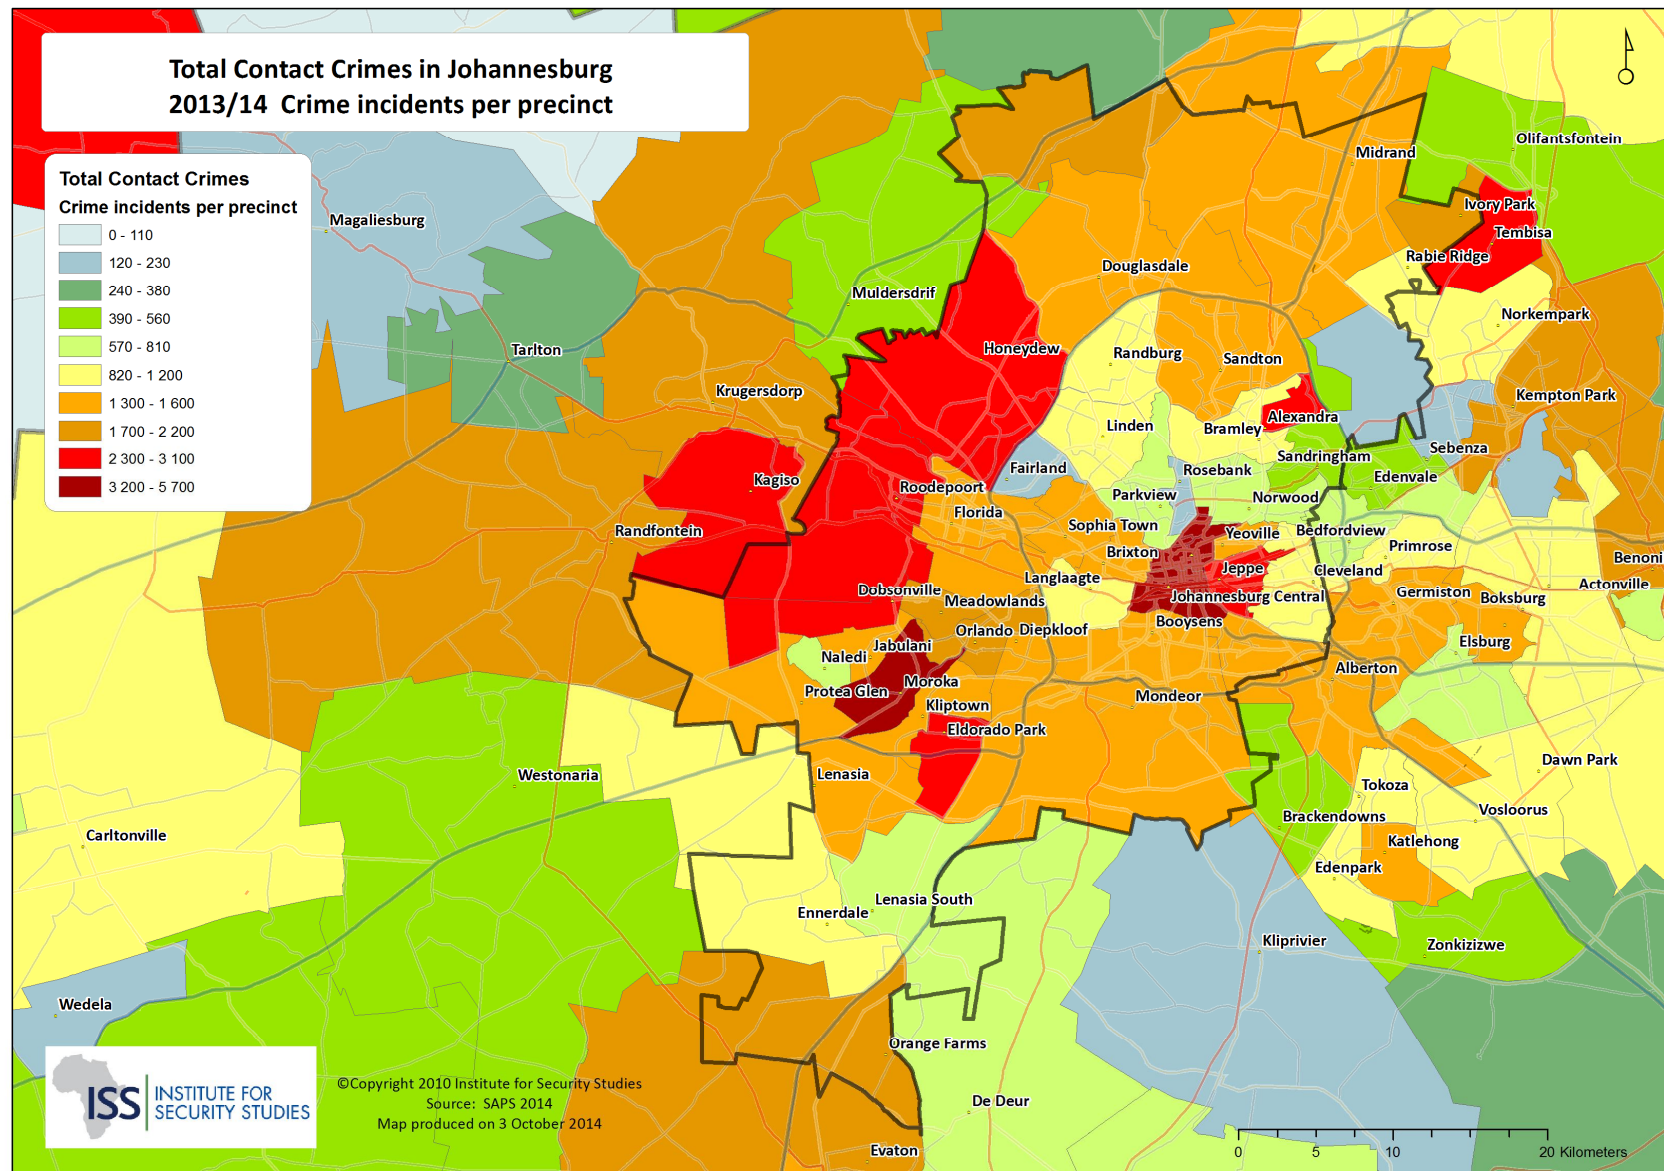 Total Contact Crimes in Johannesburg
2013/14 Crime incidents per precinct
Total Contact Crimes
Crime incidents per precinct
0 - 110
120 - 230
240 - 380
390 - 560
570 - 810
820 - 1 200
1 300 - 1 600
1 700 - 2 200
2 300 - 3 100
3 200 - 5 700
Olifantsfontein
Midrand
Ivory Park
Magaliesburg
Tembisa
Rabie Ridge
Douglasdale
Muldersdrif
Norkempark
Tarlton
Honeydew
Randburg
Sandton
Krugersdorp
Kempton Park
Alexandra
Linden
Bramley
Sebenza
Sandringham
Fairland
Rosebank
Kagiso
Edenvale
Roodepoort
Parkview
Norwood
Florida
Sophia Town
Randfontein
Yeoville
Bedfordview
Primrose
Brixton
Benoni
Jeppe
Cleveland
Langlaagte
Actonville
Dobsonville
Germiston
Johannesburg Central
Boksburg
Meadowlands
Booysens
Orlando
Diepkloof
Elsburg
Jabulani
Naledi
Alberton
Moroka
Protea Glen
Mondeor
Kliptown
Eldorado Park
Dawn Park
Westonaria
Lenasia
Tokoza
Vosloorus
Brackendowns
Carltonville
Katlehong
Edenpark
Lenasia South
Ennerdale
Kliprivier
Zonkizizwe
Wedela
Orange Farms
De Deur
Evaton
ISS
INSTITUTE FOR
SECURITY STUDIES
©Copyright 2010 Institute for Security Studies
Source: SAPS 2014
Map produced on 3 October 2014
0 5 10 20 Kilometers